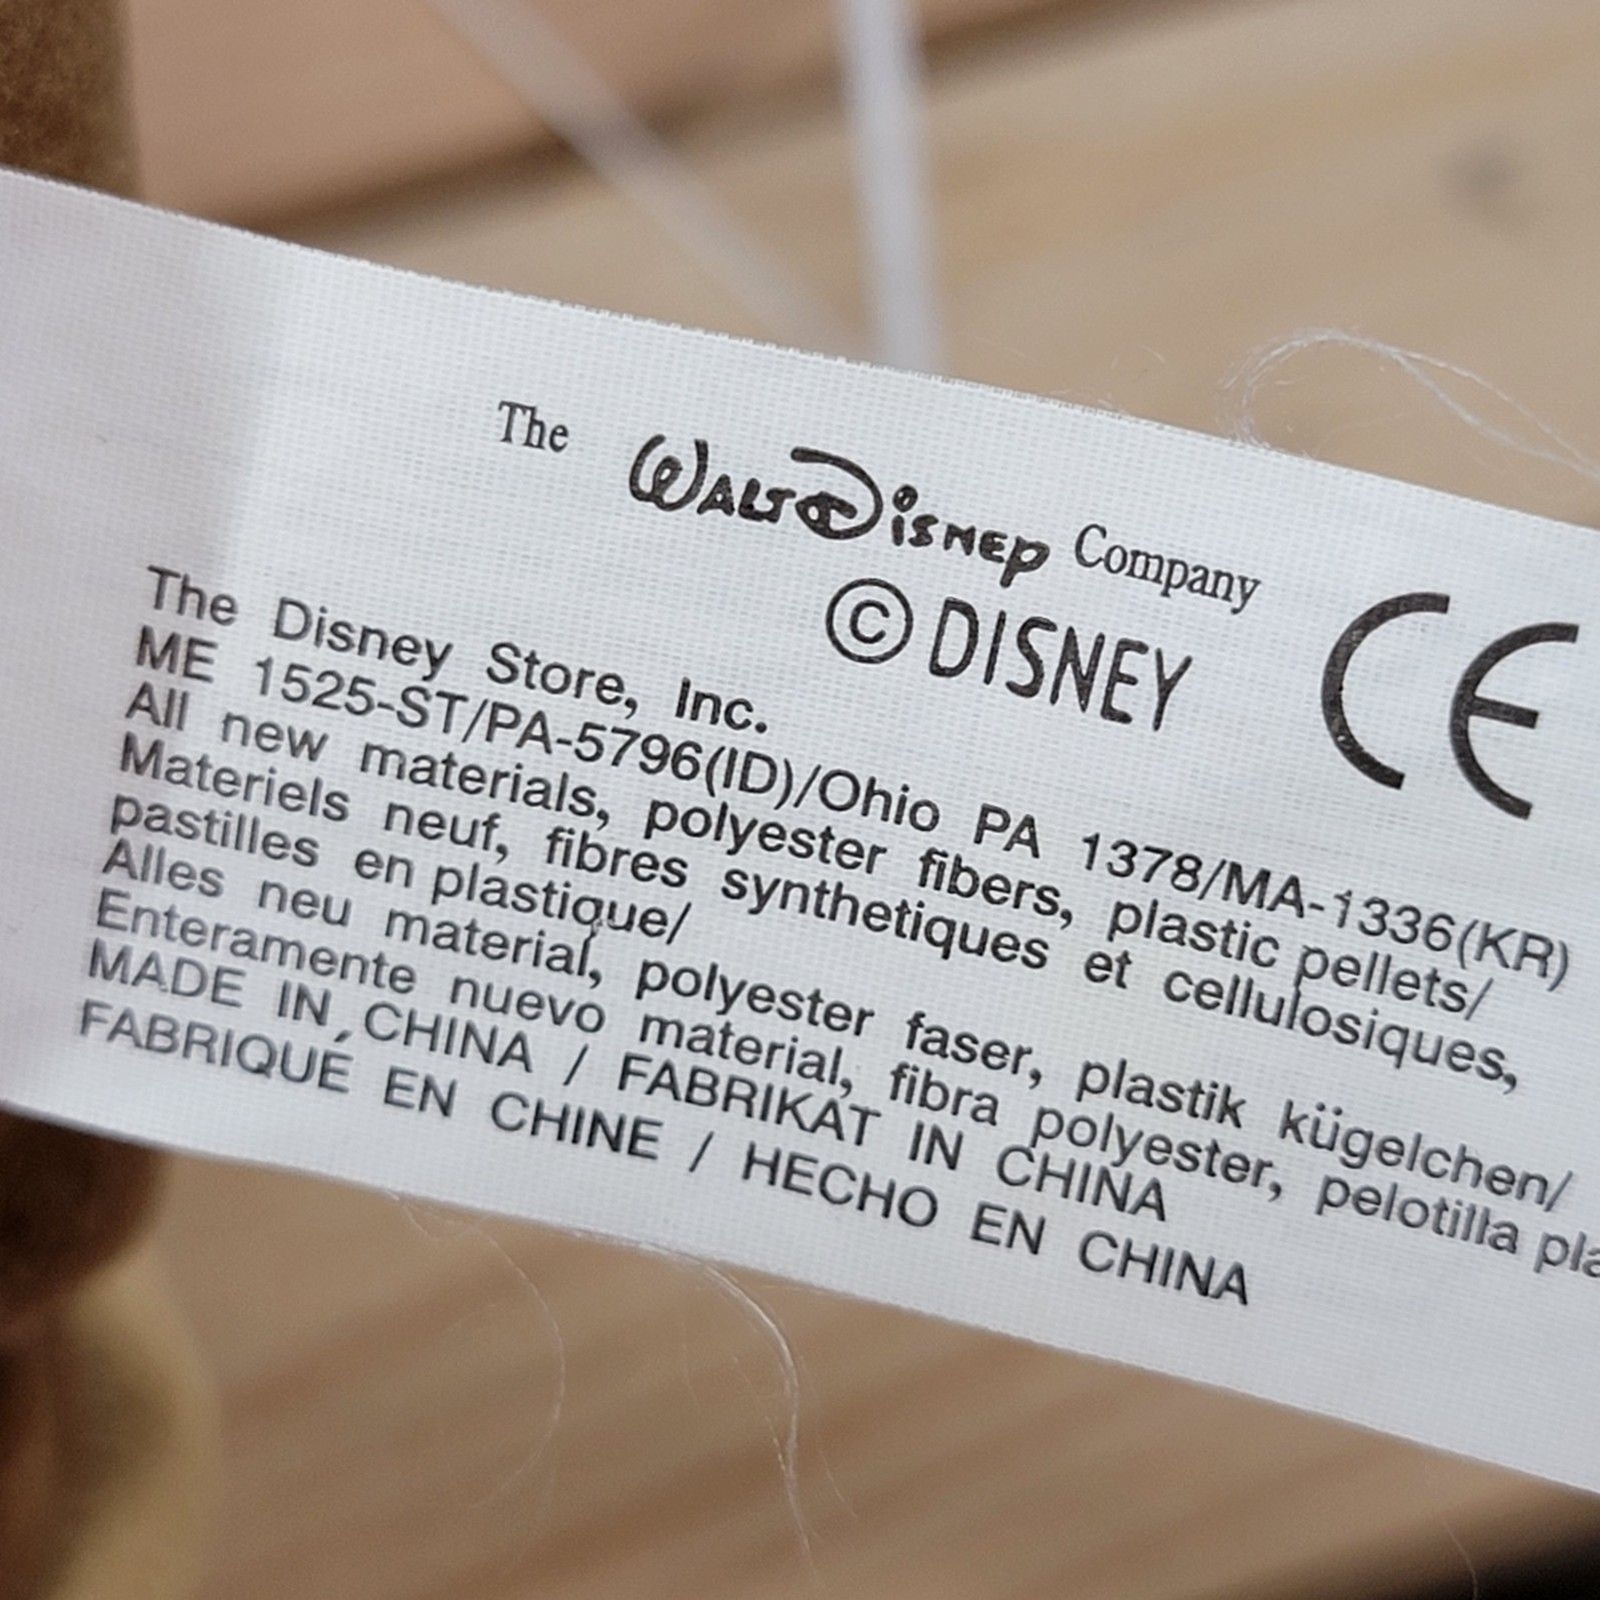 The Walt Disney Company
© DISNEY
CE
The Disney Store, Inc.
ME 1525-ST/PA-5796(ID)/Ohio PA 1378/MA-1336(KR)
All new materials, polyester fibers, plastic pellets/
Materiels neuf, fibres synthetiques et cellulosiques,
pastilles en plastique/
Alles neu material, polyester faser, plastik kügelchen/
Enteramente nuevo material, fibra polyester, pelotilla
MADE IN CHINA / FABRIKAT IN CHINA
FABRIQUÉ EN CHINE / HECHO EN CHINA